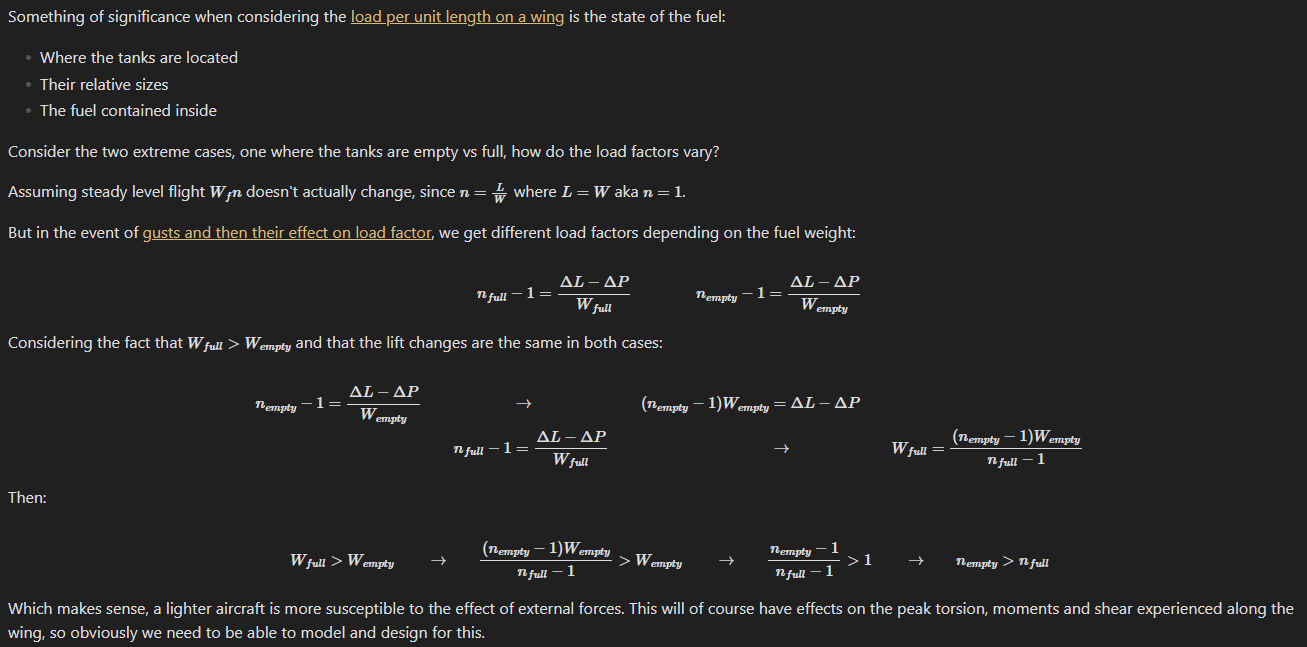 Something of significance when considering the load per unit length on a wing is the state of the fuel:
Where the tanks are located
Their relative sizes
The fuel contained inside
Consider the two extreme cases, one where the tanks are empty vs full, how do the load factors vary?
Assuming steady level flight $W_f n$ doesn't actually change, since $n = \frac{L}{W}$ where $L = W$ aka $n = 1$.
But in the event of gusts and then their effect on load factor, we get different load factors depending on the fuel weight:
$n_{full} - 1 = \frac{\Delta L - \Delta P}{W_{full}}$ $n_{empty} - 1 = \frac{\Delta L - \Delta P}{W_{empty}}$
Considering the fact that $W_{full} > W_{empty}$ and that the lift changes are the same in both cases:
$n_{empty} - 1 = \frac{\Delta L - \Delta P}{W_{empty}}$ → $(n_{empty} - 1)W_{empty} = \Delta L - \Delta P$
$n_{full} - 1 = \frac{\Delta L - \Delta P}{W_{full}}$ → $W_{full} = \frac{(n_{empty} - 1)W_{empty}}{n_{full} - 1}$
Then:
$W_{full} > W_{empty}$ → $\frac{(n_{empty} - 1)W_{empty}}{n_{full} - 1} > W_{empty}$ → $\frac{n_{empty} - 1}{n_{full} - 1} > 1$ → $n_{empty} > n_{full}$
Which makes sense, a lighter aircraft is more susceptible to the effect of external forces. This will of course have effects on the peak torsion, moments and shear experienced along the
wing, so obviously we need to be able to model and design for this.